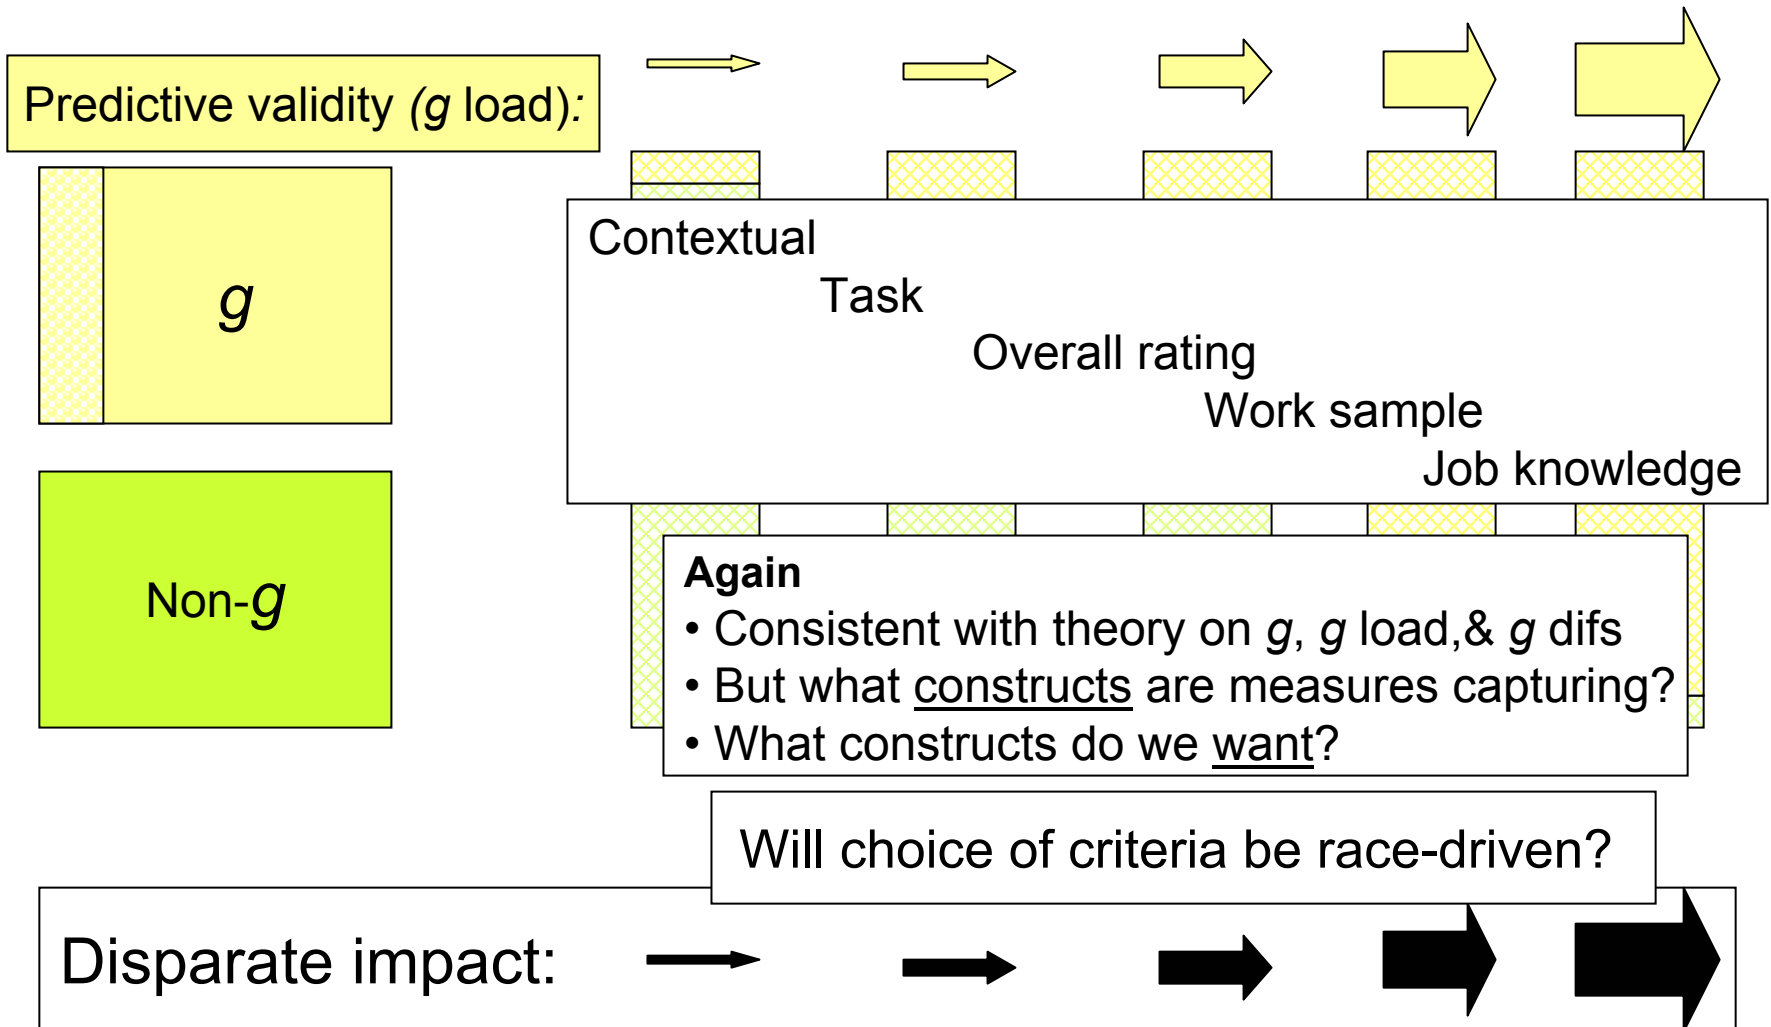 Predictive validity (g load):
g
Non-g
Contextual
Task
Overall rating
Work sample
Job knowledge
Again
• Consistent with theory on g, g load,& g difs
• But what constructs are measures capturing?
• What constructs do we want?
Will choice of criteria be race-driven?
Disparate impact: